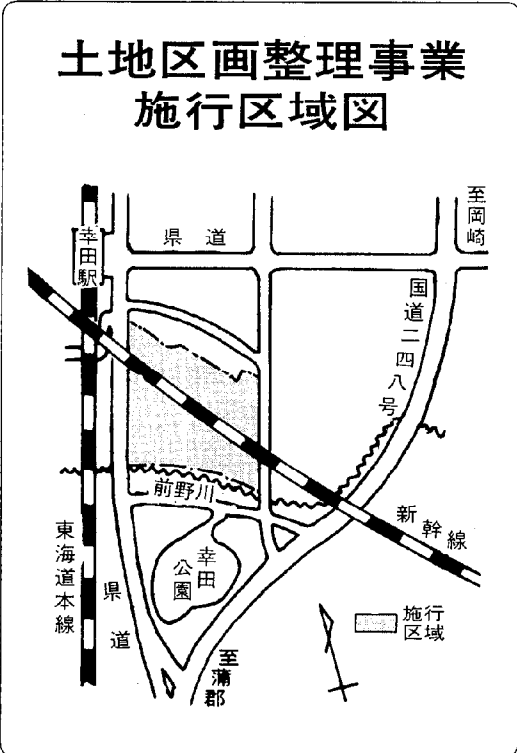 土地区画整理事業
施行区域図
至岡崎
県道
幸田駅
国道二四八号
前野川
新幹線
東海道本線
県道
幸田
公園
施行
区域
至蒲郡